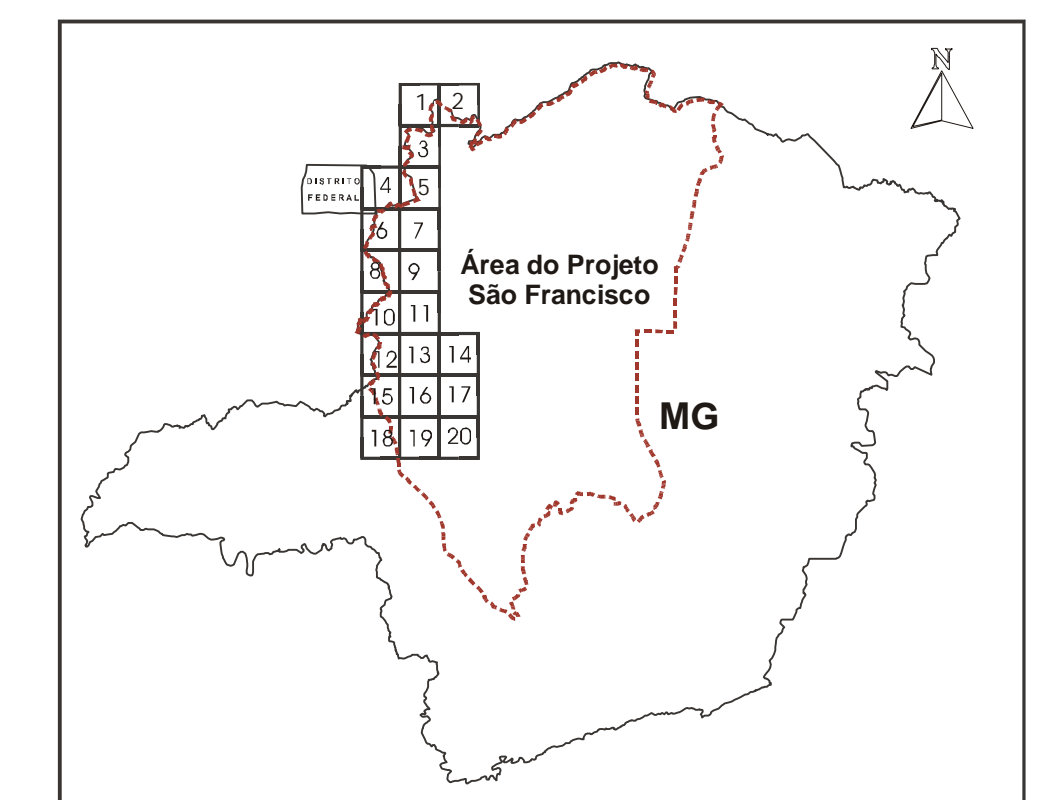 N
1 2
3
DISTRITO
FEDERAL
4 5
6 7
8 9
10 11
12 13 14
15 16 17
18 19 20
Área do Projeto
São Francisco
MG